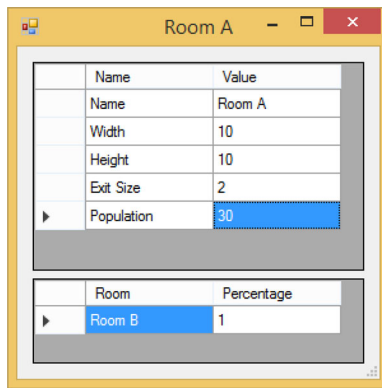 Room A
Name Value
Name Room A
Width 10
Height 10
Exit Size 2
Population 30
Room Percentage
Room B 1